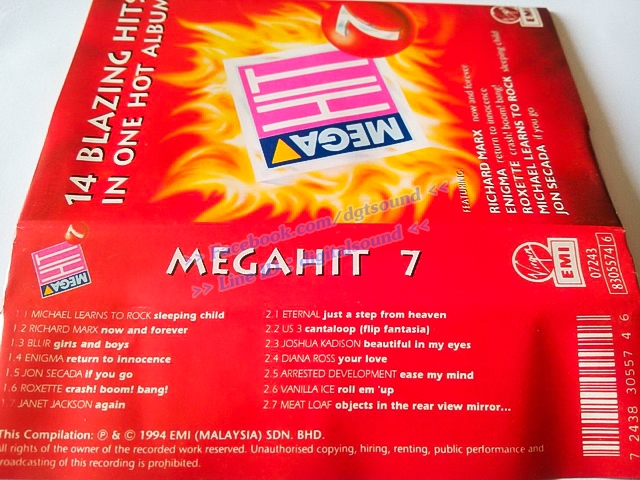 14 BLAZING HITS
IN ONE HOT ALBUM
7
MEGA
HIT
Virgin
EMI
FEATURING
RICHARD MARX now and forever
ENIGMA return to innocence
ROXETTE crash! boom! bang!
MICHAEL LEARNS TO ROCK sleeping child
JON SECADA if you go
>> Facebook.com/dgtsound <<
>> Line id - digitalsound <<
7
MEGA
HIT
MEGAHIT 7
Virgin
EMI
07243
8305574 6
1.1 MICHAEL LEARNS TO ROCK sleeping child
1.2 RICHARD MARX now and forever
1.3 BLUR girls and boys
1.4 ENIGMA return to innocence
1.5 JON SECADA if you go
1.6 ROXETTE crash! boom! bang!
1.7 JANET JACKSON again
2.1 ETERNAL just a step from heaven
2.2 US 3 cantaloop (flip fantasia)
2.3 JOSHUA KADISON beautiful in my eyes
2.4 DIANA ROSS your love
2.5 ARRESTED DEVELOPMENT ease my mind
2.6 VANILLA ICE roll em 'up
2.7 MEAT LOAF objects in the rear view mirror...
7 2438 30557 4 6
This Compilation: ℗ & © 1994 EMI (MALAYSIA) SDN. BHD.
All rights of the owner of the recorded work reserved. Unauthorised copying, hiring, renting, public performance and
broadcasting of this recording is prohibited.